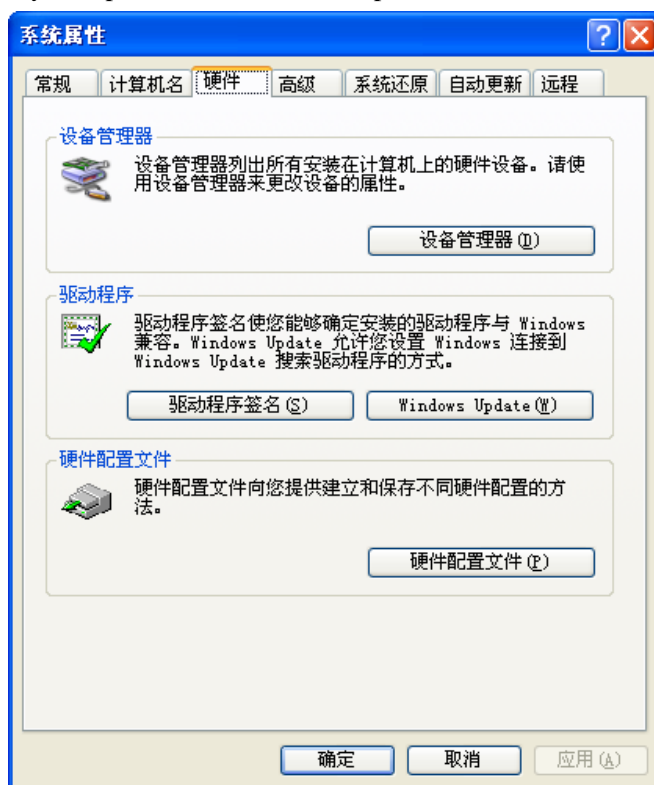 系统属性
常规 计算机名 硬件 高级 系统还原 自动更新 远程
设备管理器
设备管理器列出所有安装在计算机上的硬件设备。请使
用设备管理器来更改设备的属性。
设备管理器(D)
驱动程序
驱动程序签名使您能够确定安装的驱动程序与 Windows
兼容。Windows Update 允许您设置 Windows 连接到
Windows Update 搜索驱动程序的方式。
驱动程序签名(S) Windows Update(W)
硬件配置文件
硬件配置文件向您提供建立和保存不同硬件配置的方
法。
硬件配置文件(P)
确定 取消 应用(A)